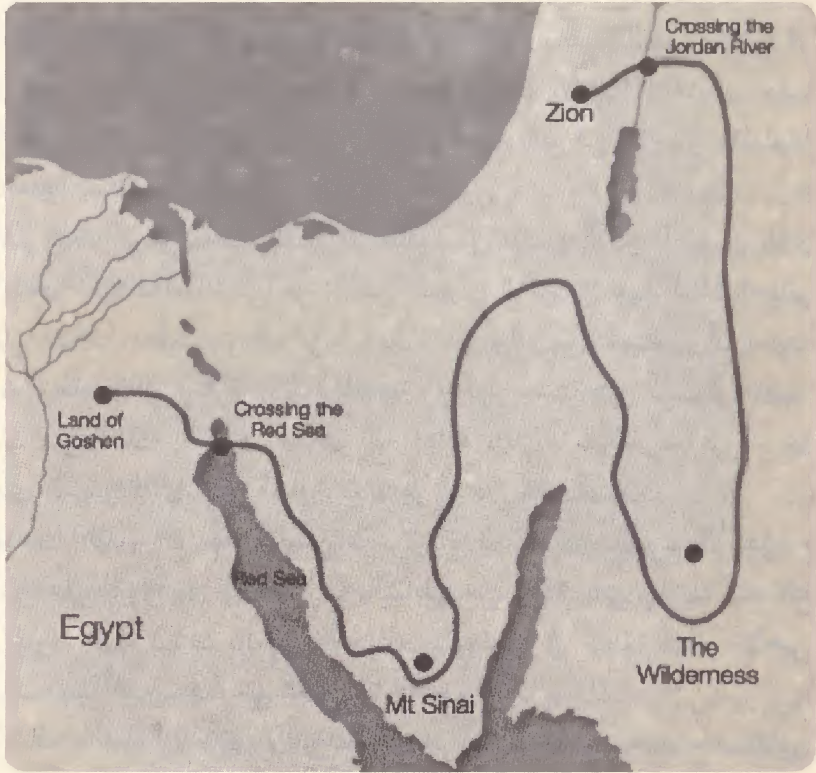 Crossing the
Jordan River
Zion
Land of
Goshen
Crossing the
Red Sea
Red Sea
Egypt
Mt Sinai
The
Wilderness